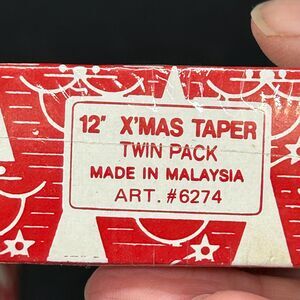 12" X'MAS TAPER
TWIN PACK
MADE IN MALAYSIA
ART. #6274